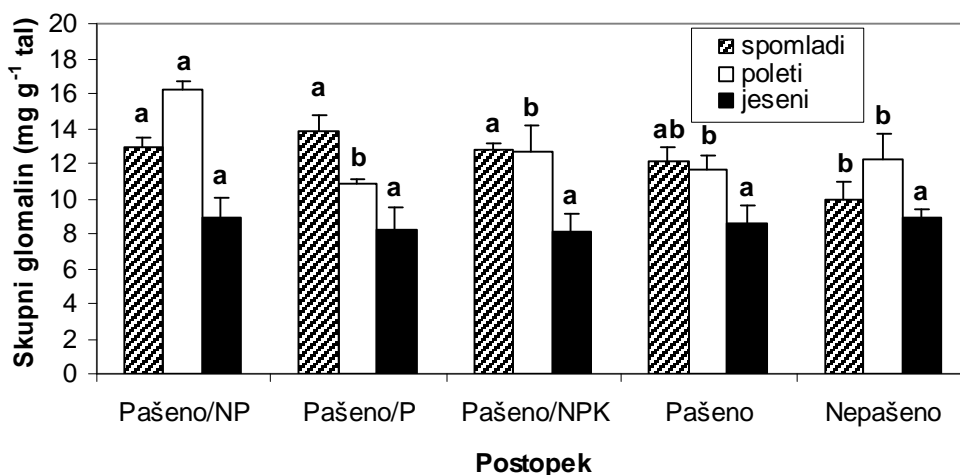 Skupni glomalin (mg g⁻¹ tal)
20
18
16
14
12
10
8
6
4
2
0
spomladi
poleti
jeseni
a a a
a b a
a b a
ab b a
b b a
Pašeno/NP Pašeno/P Pašeno/NPK Pašeno Nepašeno
Postopek